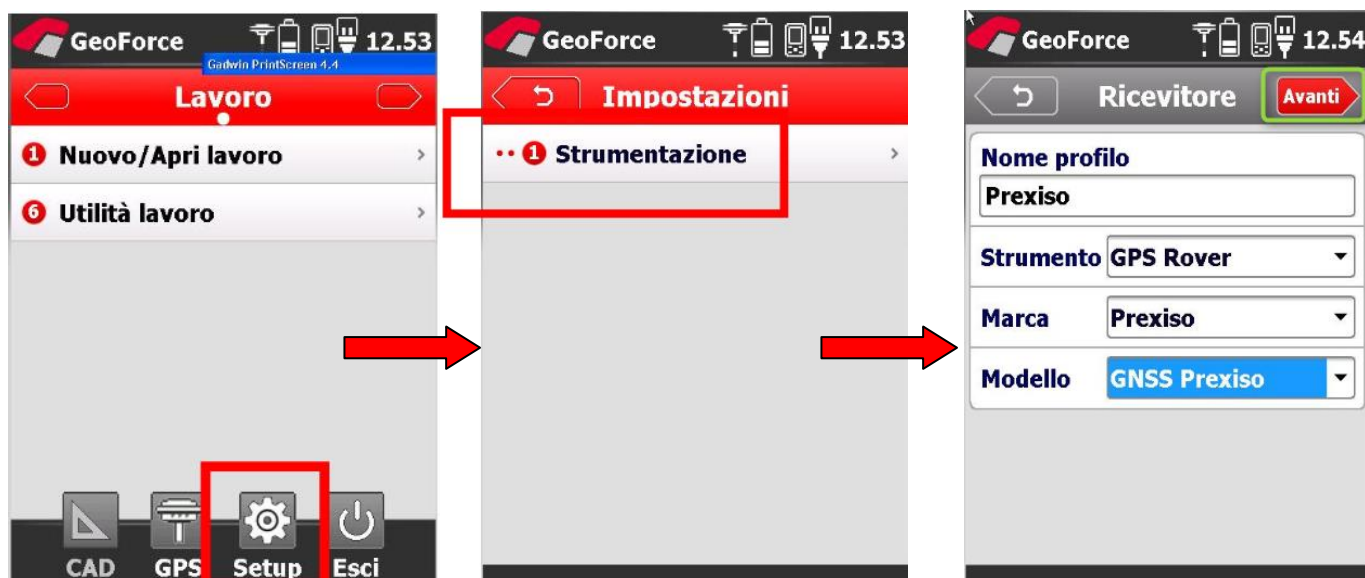 GeoForce 12.53
Gadwin PrintScreen 4.4
Lavoro
1 Nuovo/Apri lavoro
6 Utilità lavoro
CAD GPS Setup Esci
GeoForce 12.53
Impostazioni
1 Strumentazione
GeoForce 12.54
Ricevitore Avanti
Nome profilo
Prexiso
Strumento GPS Rover
Marca Prexiso
Modello GNSS Prexiso